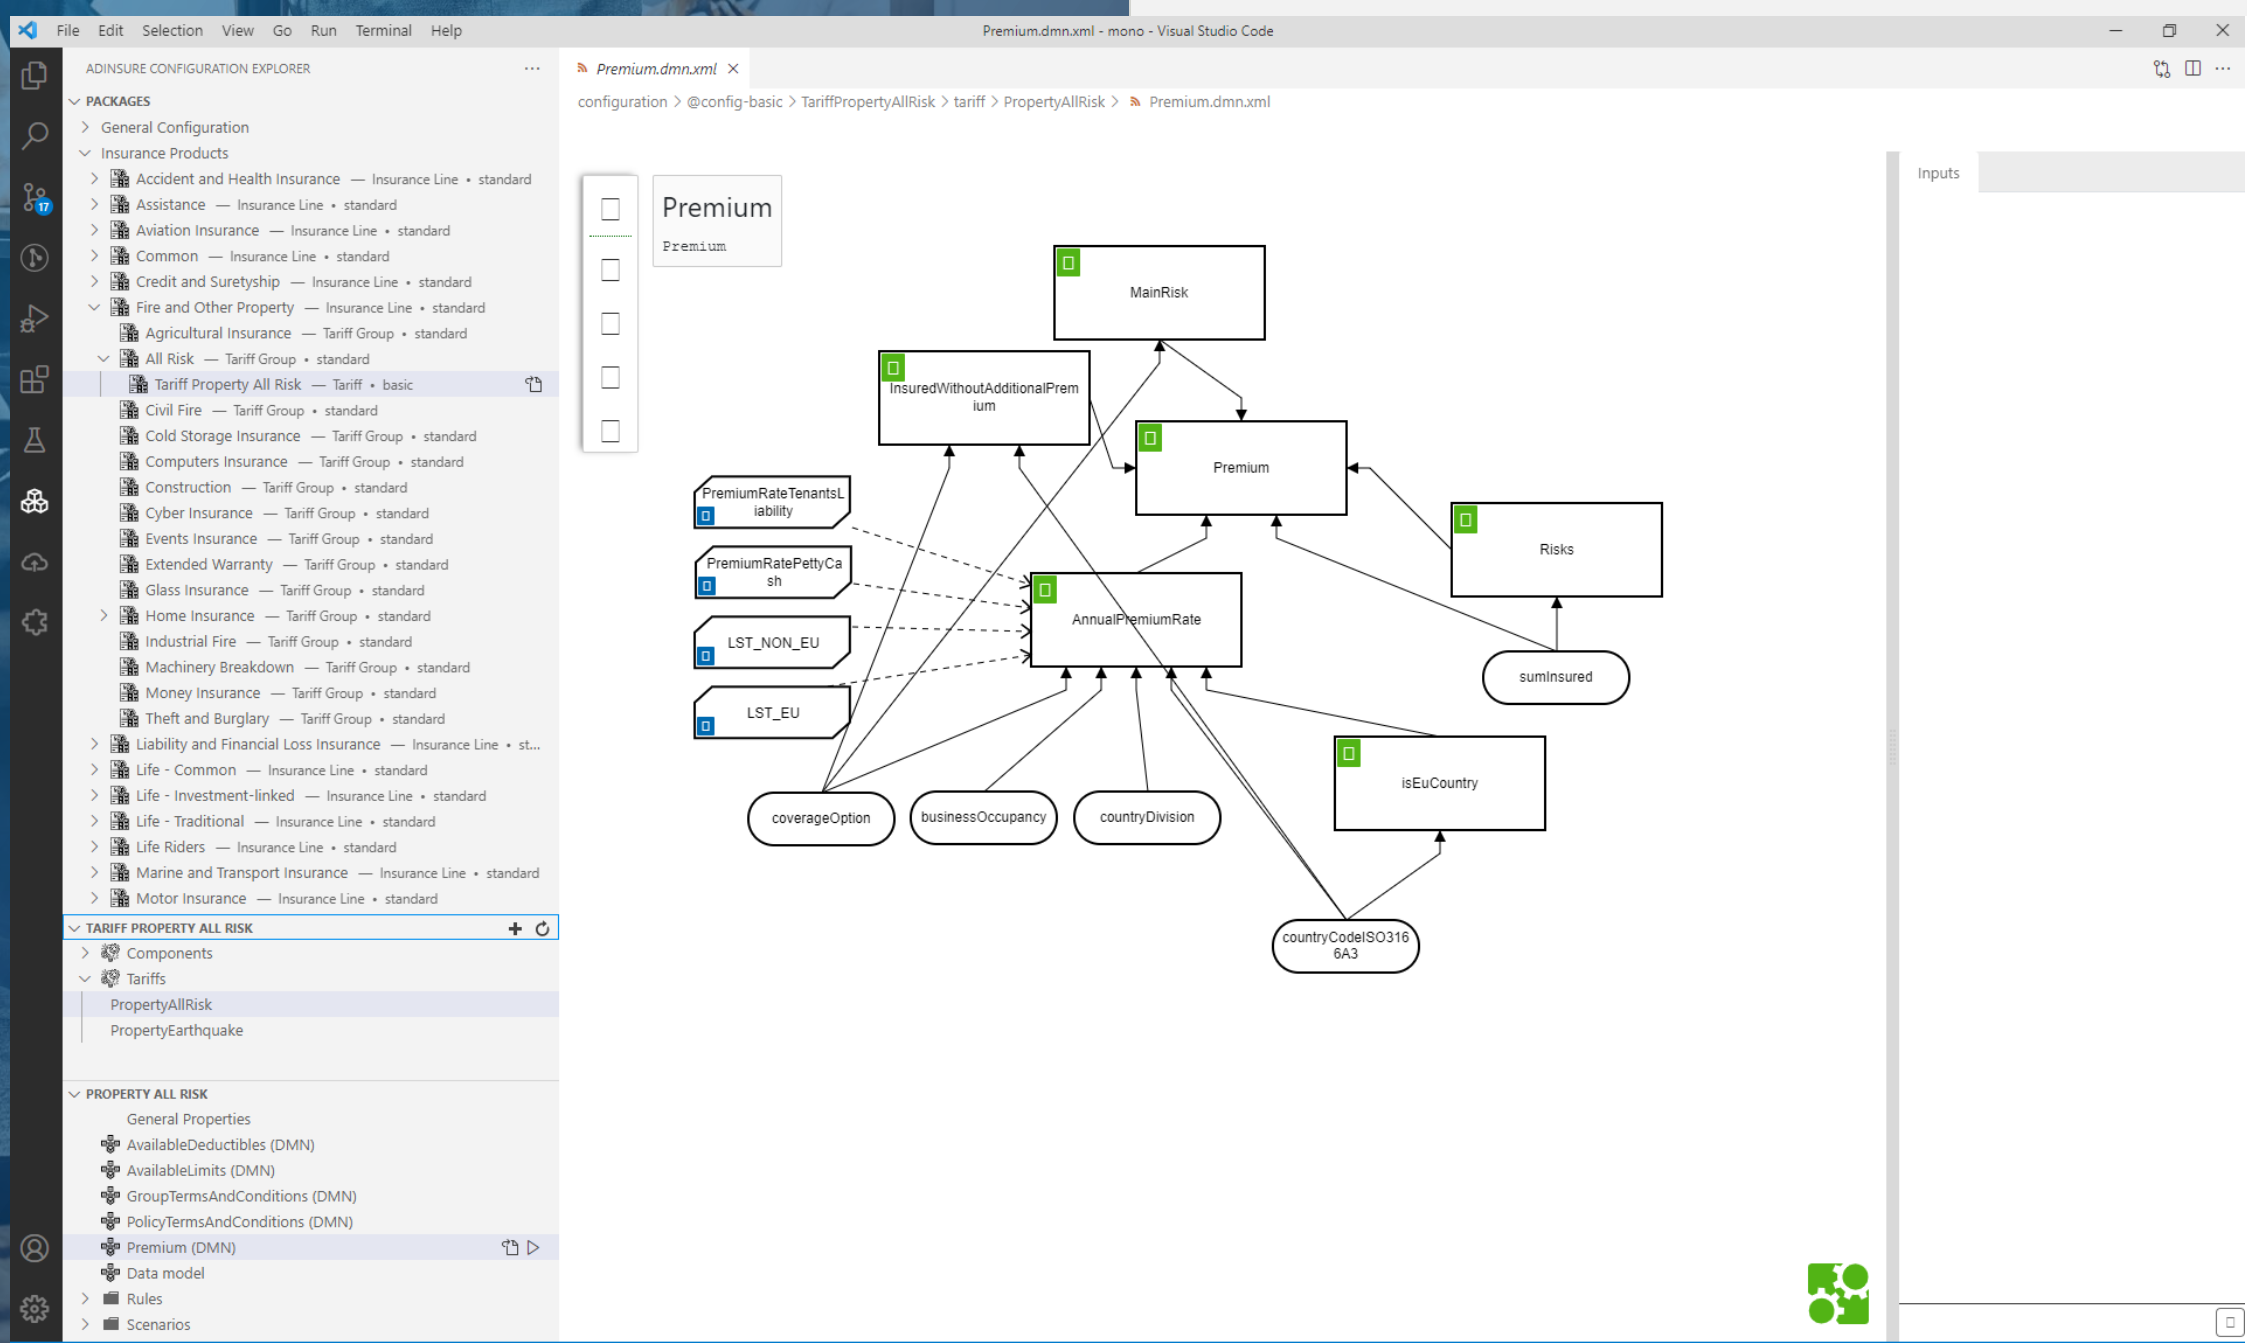 File Edit Selection View Go Run Terminal Help
Premium.dmn.xml - mono - Visual Studio Code
ADINSURE CONFIGURATION EXPLORER
PACKAGES
General Configuration
Insurance Products
Accident and Health Insurance — Insurance Line • standard
Assistance — Insurance Line • standard
Aviation Insurance — Insurance Line • standard
Common — Insurance Line • standard
Credit and Suretyship — Insurance Line • standard
Fire and Other Property — Insurance Line • standard
Agricultural Insurance — Tariff Group • standard
All Risk — Tariff Group • standard
Tariff Property All Risk — Tariff • basic
Civil Fire — Tariff Group • standard
Cold Storage Insurance — Tariff Group • standard
Computers Insurance — Tariff Group • standard
Construction — Tariff Group • standard
Cyber Insurance — Tariff Group • standard
Events Insurance — Tariff Group • standard
Extended Warranty — Tariff Group • standard
Glass Insurance — Tariff Group • standard
Home Insurance — Tariff Group • standard
Industrial Fire — Tariff Group • standard
Machinery Breakdown — Tariff Group • standard
Money Insurance — Tariff Group • standard
Theft and Burglary — Tariff Group • standard
Liability and Financial Loss Insurance — Insurance Line • st...
Life - Common — Insurance Line • standard
Life - Investment-linked — Insurance Line • standard
Life - Traditional — Insurance Line • standard
Life Riders — Insurance Line • standard
Marine and Transport Insurance — Insurance Line • standard
Motor Insurance — Insurance Line • standard
17
TARIFF PROPERTY ALL RISK
Components
Tariffs
PropertyAllRisk
PropertyEarthquake
PROPERTY ALL RISK
General Properties
AvailableDeductibles (DMN)
AvailableLimits (DMN)
GroupTermsAndConditions (DMN)
PolicyTermsAndConditions (DMN)
Premium (DMN)
Data model
Rules
Scenarios
Premium.dmn.xml
configuration > @config-basic > TariffPropertyAllRisk > tariff > PropertyAllRisk > Premium.dmn.xml
Inputs
Premium
Premium
MainRisk
InsuredWithoutAdditionalPrem
ium
Premium
PremiumRateTenantsL
iability
PremiumRatePettyCa
sh
LST_NON_EU
LST_EU
AnnualPremiumRate
Risks
sumInsured
isEuCountry
coverageOption
businessOccupancy
countryDivision
countryCodeISO316
6A3